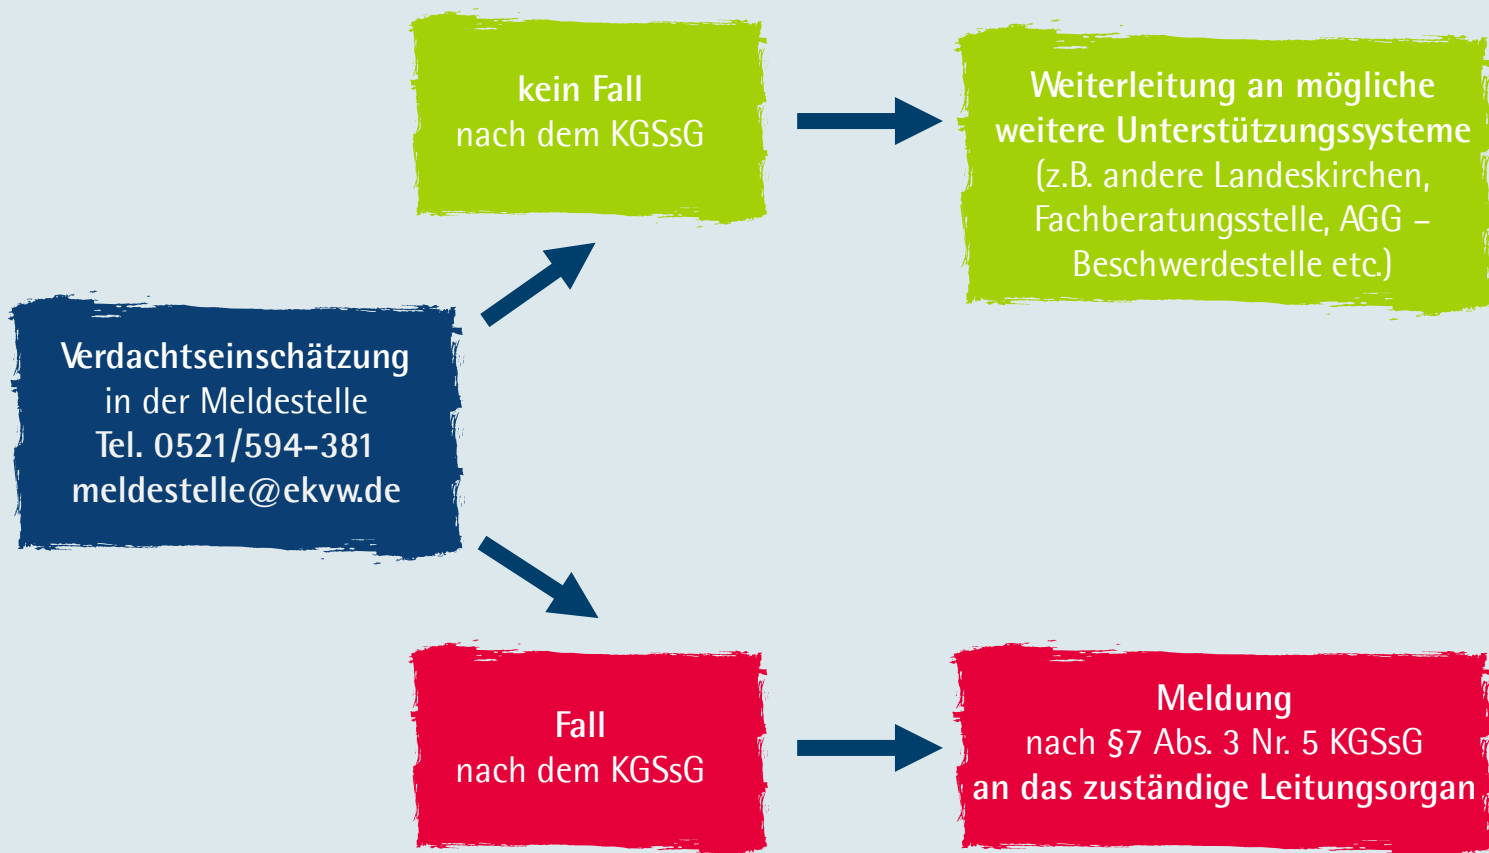 kein Fall
nach dem KGSsG
Weiterleitung an mögliche
weitere Unterstützungssysteme
(z.B. andere Landeskirchen,
Fachberatungsstelle, AGG –
Beschwerdestelle etc.)
Verdachtseinschätzung
in der Meldestelle
Tel. 0521/594-381
meldestelle@ekvw.de
Fall
nach dem KGSsG
Meldung
nach §7 Abs. 3 Nr. 5 KGSsG
an das zuständige Leitungsorgan